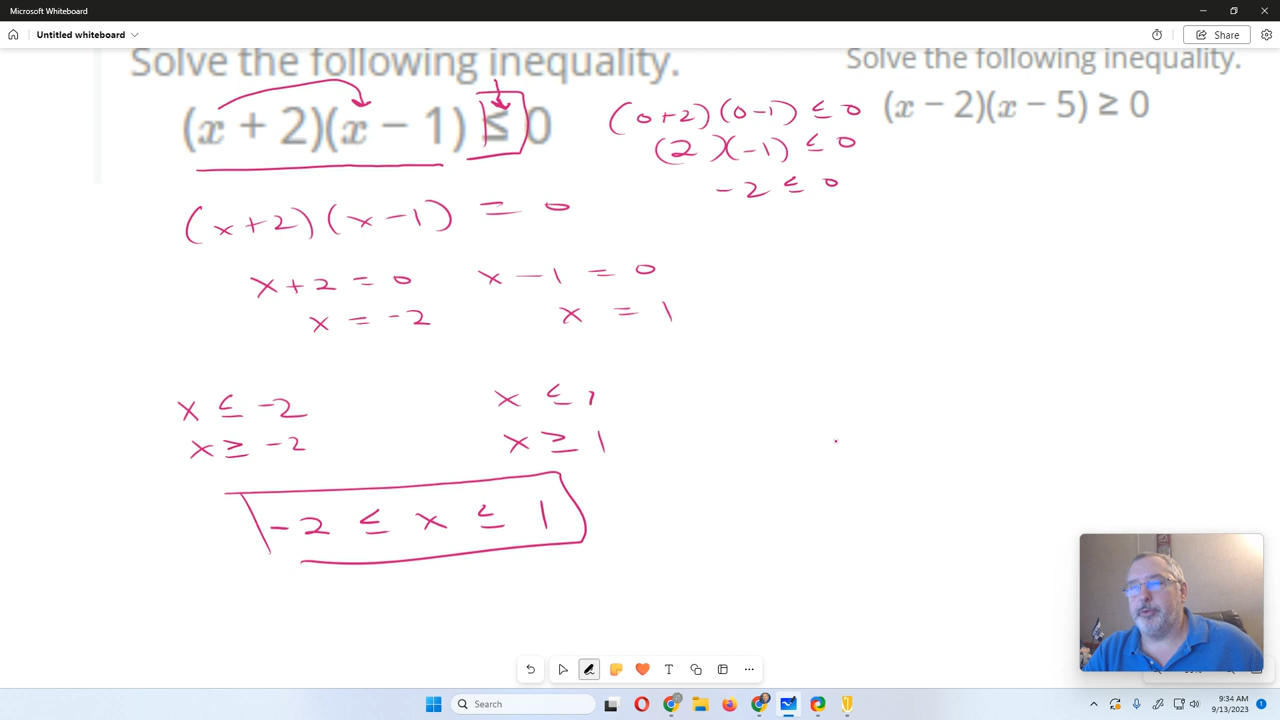 Microsoft Whiteboard
Untitled whiteboard
Share
Solve the following inequality.
(x + 2)(x − 1) ≤ 0
(0+2)(0-1) ≤ 0
(2)(-1) ≤ 0
-2 ≤ 0
Solve the following inequality.
(x − 2)(x − 5) ≥ 0
(x+2)(x-1) = 0
x+2 = 0
x = -2
x - 1 = 0
x = 1
x ≤ -2
x ≥ -2
x ≤ 1
x ≥ 1
-2 ≤ x ≤ 1
T
Search
9:34 AM
9/13/2023